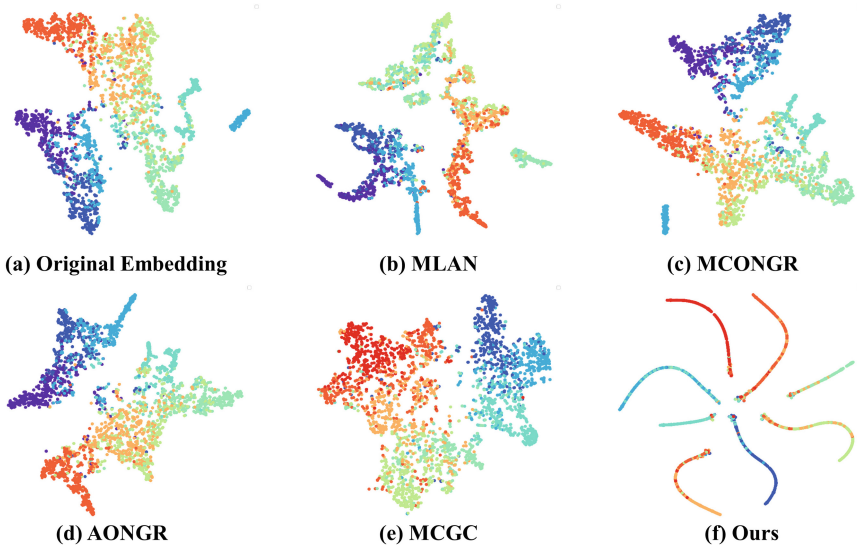 (a) Original Embedding
(b) MLAN
(c) MCONGR
(d) AONGR
(e) MCGC
(f) Ours